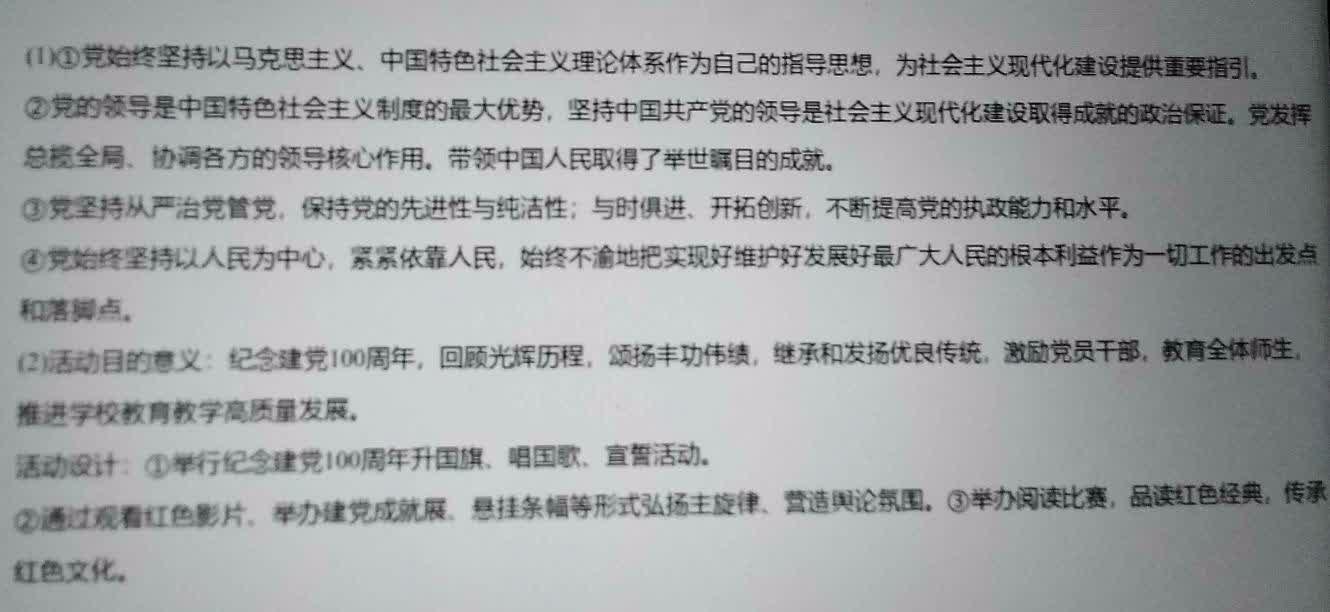 (1)①党始终坚持以马克思主义、中国特色社会主义理论体系作为自己的指导思想，为社会主义现代化建设提供重要指引。
②党的领导是中国特色社会主义制度的最大优势，坚持中国共产党的领导是社会主义现代化建设取得成就的政治保证。党发挥
总揽全局、协调各方的领导核心作用。带领中国人民取得了举世瞩目的成就。
③党坚持从严治党管党，保持党的先进性与纯洁性；与时俱进、开拓创新，不断提高党的执政能力和水平。
④党始终坚持以人民为中心，紧紧依靠人民，始终不渝地把实现好维护好发展好最广大人民的根本利益作为一切工作的出发点
和落脚点。
(2)活动目的意义：纪念建党100周年，回顾光辉历程，颂扬丰功伟绩，继承和发扬优良传统，激励党员干部，教育全体师生，
推进学校教育教学高质量发展。
活动设计：①举行纪念建党100周年升国旗、唱国歌、宣誓活动。
②通过观看红色影片、举办建党成就展、悬挂条幅等形式弘扬主旋律、营造舆论氛围。③举办阅读比赛，品读红色经典，传承
红色文化。